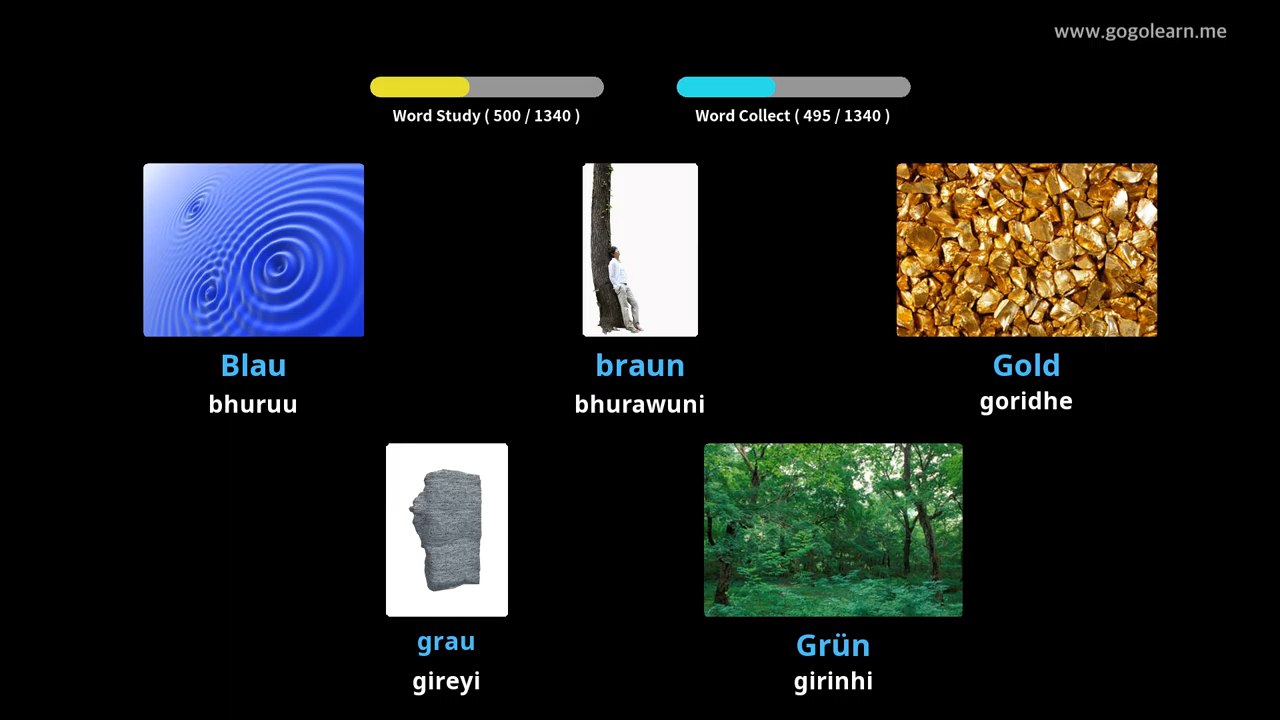 www.gogolearn.me
Word Study ( 500 / 1340 )
Word Collect ( 495 / 1340 )
Blau
bhuruu
braun
bhurawuni
Gold
goridhe
grau
gireyi
Grün
girinhi